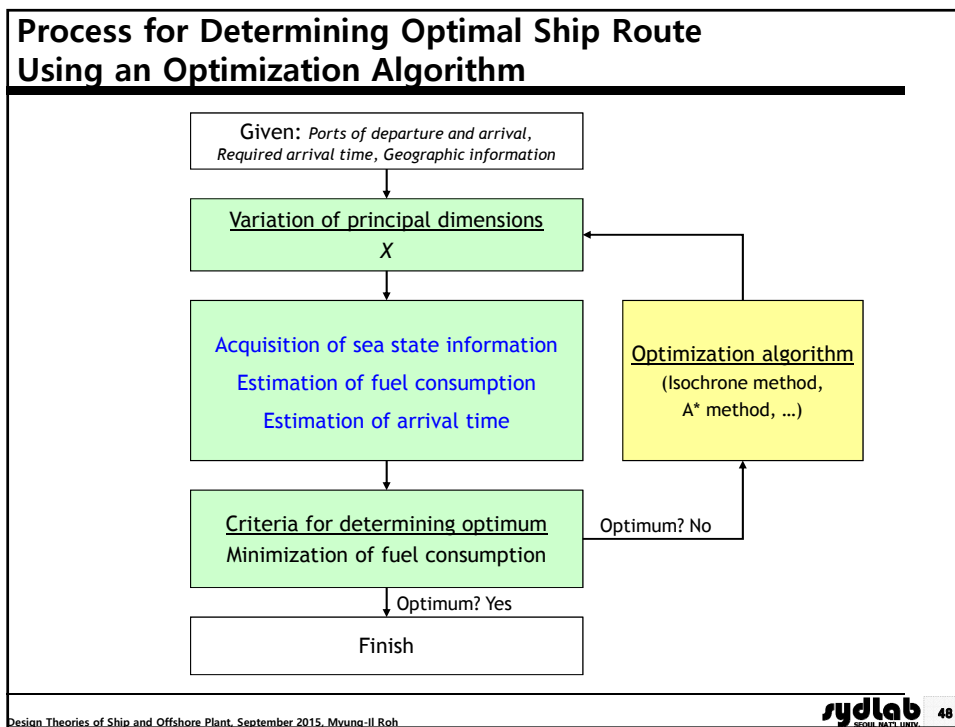 Process for Determining Optimal Ship Route
Using an Optimization Algorithm
Given: Ports of departure and arrival,
Required arrival time, Geographic information
Variation of principal dimensions
X
Acquisition of sea state information
Estimation of fuel consumption
Estimation of arrival time
Optimization algorithm
(Isochrone method,
A* method, …)
Criteria for determining optimum
Minimization of fuel consumption
Optimum? No
Optimum? Yes
Finish
Design Theories of Ship and Offshore Plant, September 2015, Myung-Il Roh
sydlab
SEOUL NAT'L UNIV.
48